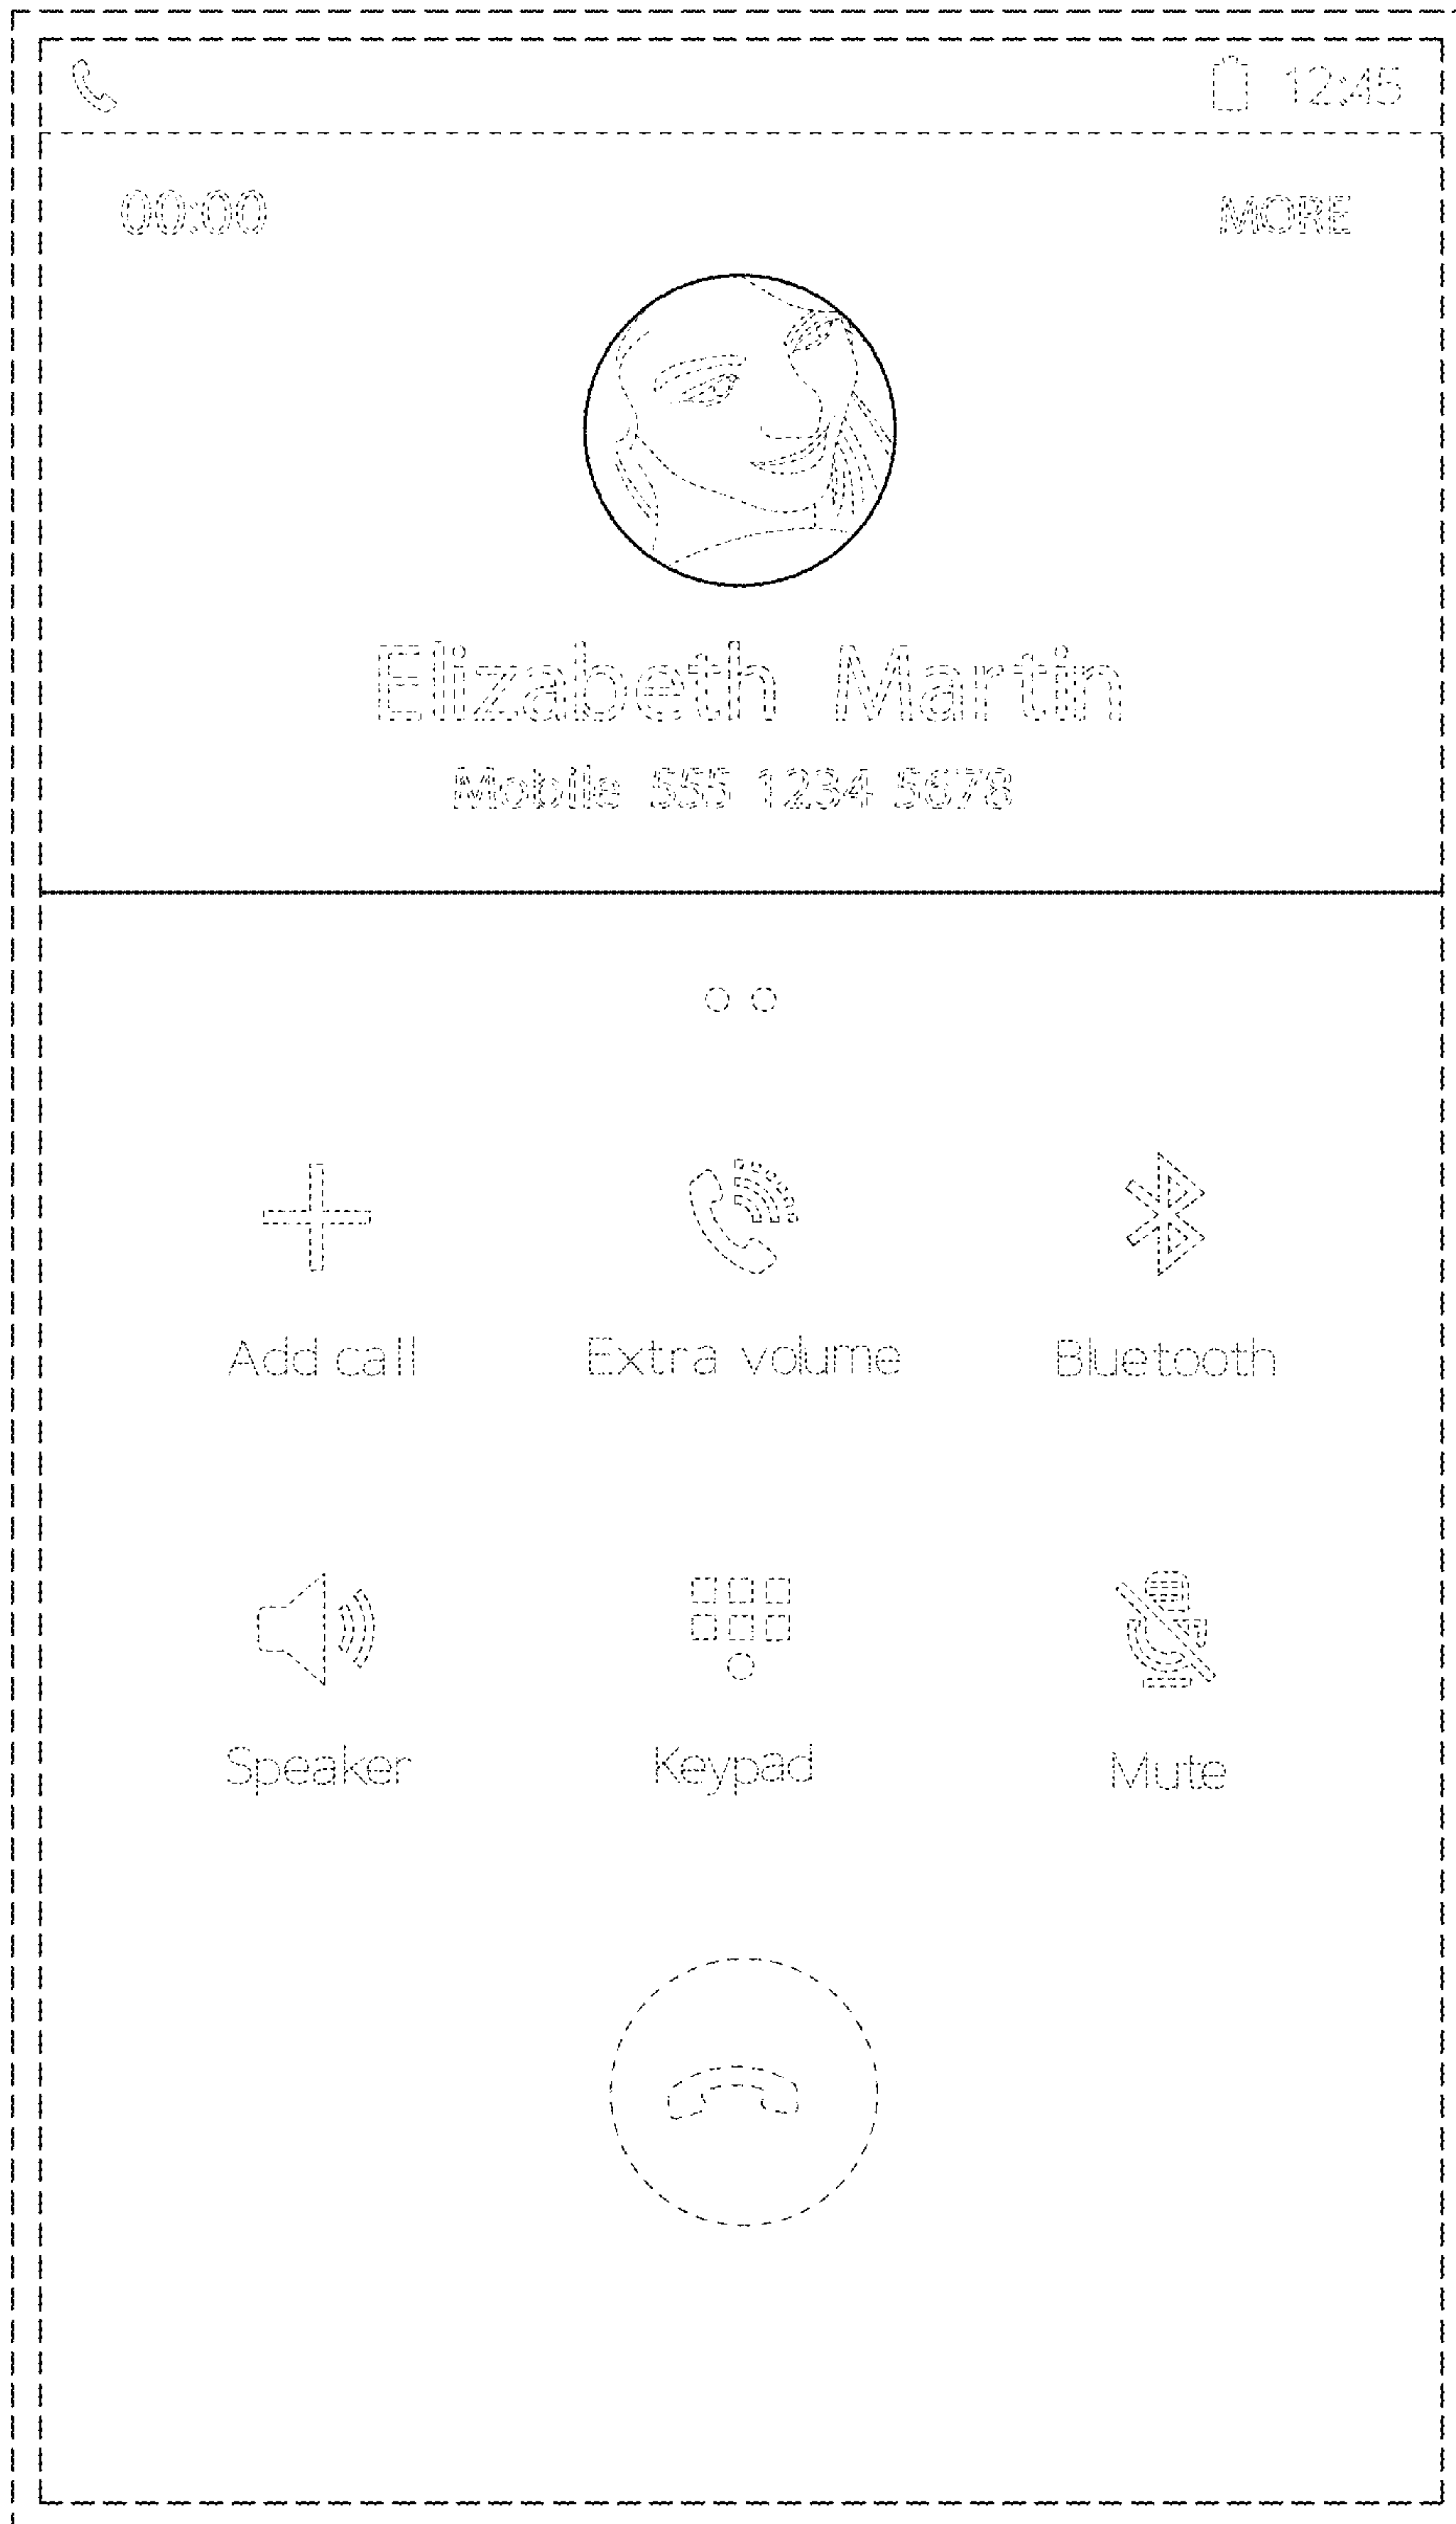 12:45
00:00 MORE
Elizabeth Martin
Mobile 555 1234 5678
Add call Extra volume Bluetooth
Speaker Keypad Mute